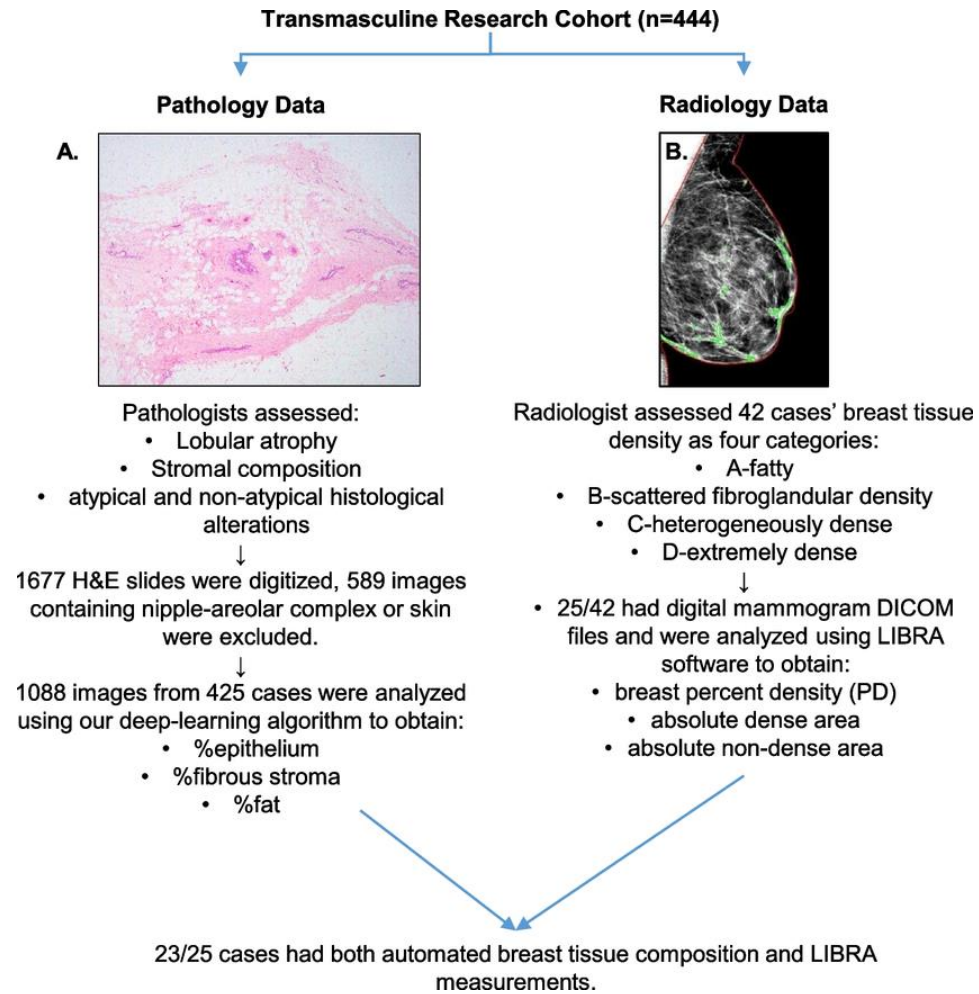 Transmasculine Research Cohort (n=444)
Pathology Data
A.
Pathologists assessed:
• Lobular atrophy
• Stromal composition
• atypical and non-atypical histological
alterations
↓
1677 H&E slides were digitized, 589 images
containing nipple-areolar complex or skin
were excluded.
↓
1088 images from 425 cases were analyzed
using our deep-learning algorithm to obtain:
• %epithelium
• %fibrous stroma
• %fat
Radiology Data
B.
Radiologist assessed 42 cases’ breast tissue
density as four categories:
• A-fatty
• B-scattered fibroglandular density
• C-heterogeneously dense
• D-extremely dense
↓
• 25/42 had digital mammogram DICOM
files and were analyzed using LIBRA
software to obtain:
• breast percent density (PD)
• absolute dense area
• absolute non-dense area
23/25 cases had both automated breast tissue composition and LIBRA
measurements.